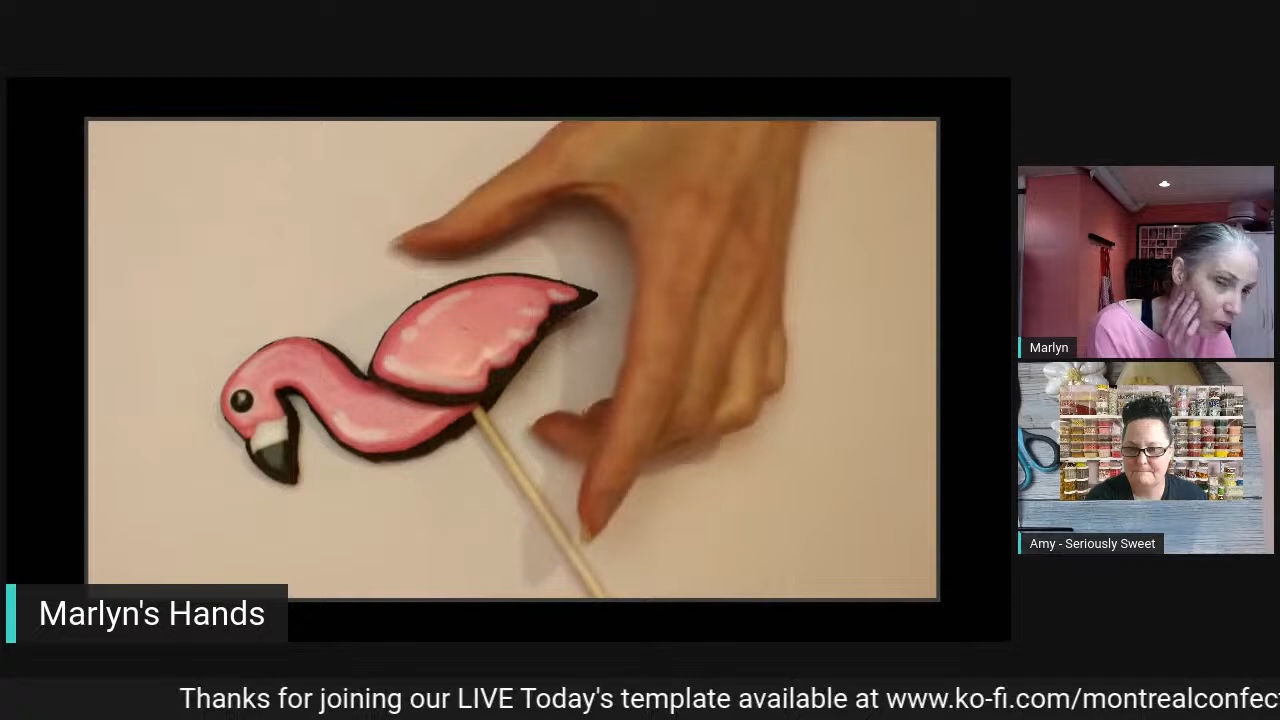 Marlyn
Amy - Seriously Sweet
Marlyn's Hands
Thanks for joining our LIVE Today's template available at www.ko-fi.com/montrealconfec